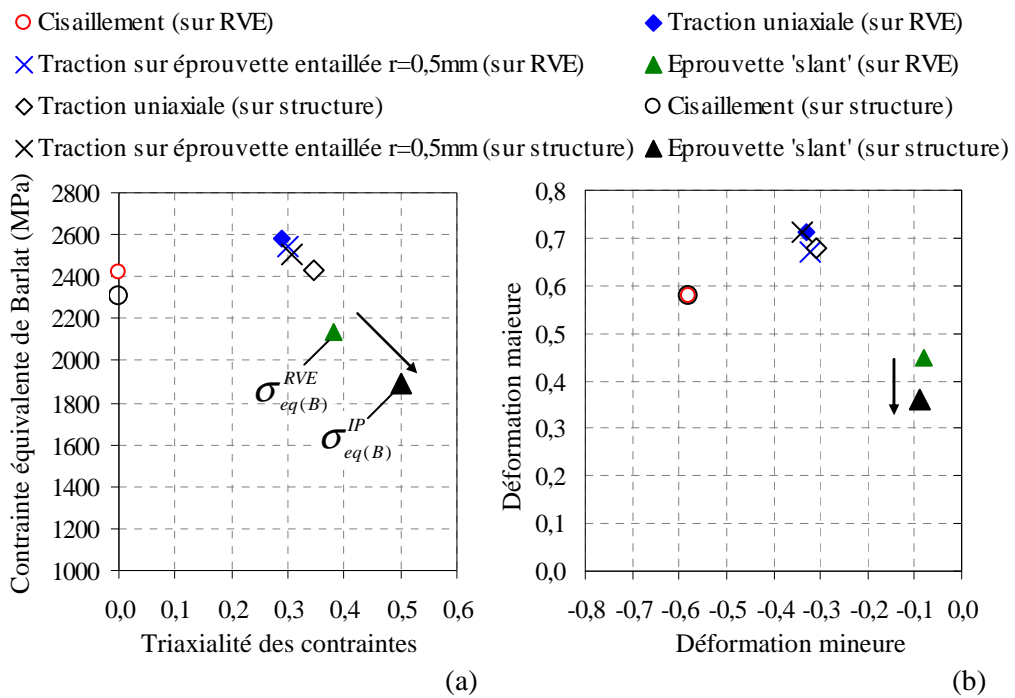 Cisaillement (sur RVE)
Traction uniaxiale (sur RVE)
Traction sur éprouvette entaillée r=0,5mm (sur RVE)
Eprouvette 'slant' (sur RVE)
Traction uniaxiale (sur structure)
Cisaillement (sur structure)
Traction sur éprouvette entaillée r=0,5mm (sur structure)
Eprouvette 'slant' (sur structure)
Contrainte équivalente de Barlat (MPa)
2800
2600
2400
2200
2000
1800
1600
1400
1200
1000
σ^{RVE}_{eq(B)}
σ^{IP}_{eq(B)}
0,0 0,1 0,2 0,3 0,4 0,5 0,6
Triaxialité des contraintes
(a)
Déformation majeure
0,8
0,7
0,6
0,5
0,4
0,3
0,2
0,1
0,0
-0,8 -0,7 -0,6 -0,5 -0,4 -0,3 -0,2 -0,1 0,0
Déformation mineure
(b)